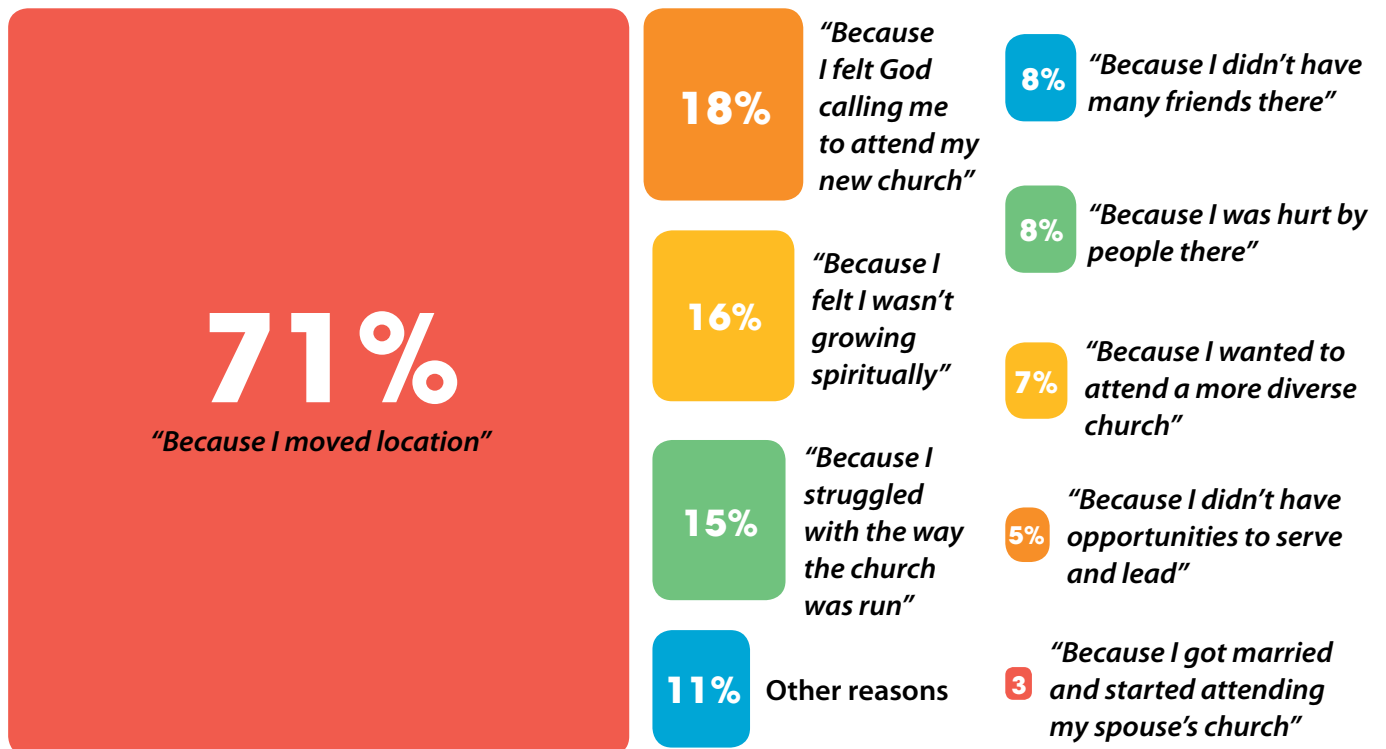 71%
“Because I moved location”
18%
“Because
I felt God
calling me
to attend my
new church”
16%
“Because I
felt I wasn’t
growing
spiritually”
15%
“Because I
struggled
with the way
the church
was run”
11%
Other reasons
8%
“Because I didn’t have
many friends there”
8%
“Because I was hurt by
people there”
7%
“Because I wanted to
attend a more diverse
church”
5%
“Because I didn’t have
opportunities to serve
and lead”
3
“Because I got married
and started attending
my spouse’s church”